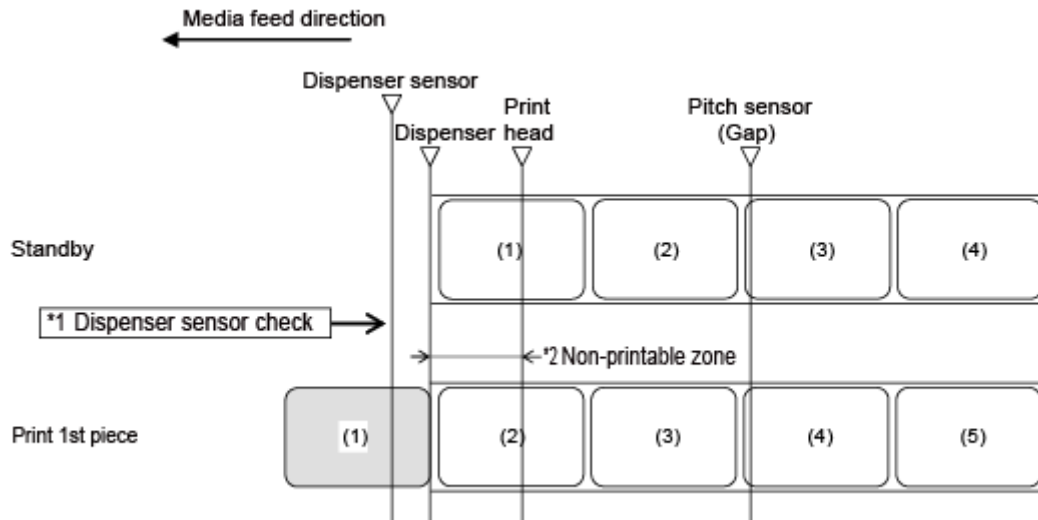 Media feed direction
Dispenser sensor
Print
Dispenser head
Pitch sensor
(Gap)
Standby
(1)
(2)
(3)
(4)
*1 Dispenser sensor check
*2 Non-printable zone
Print 1st piece
(1)
(2)
(3)
(4)
(5)